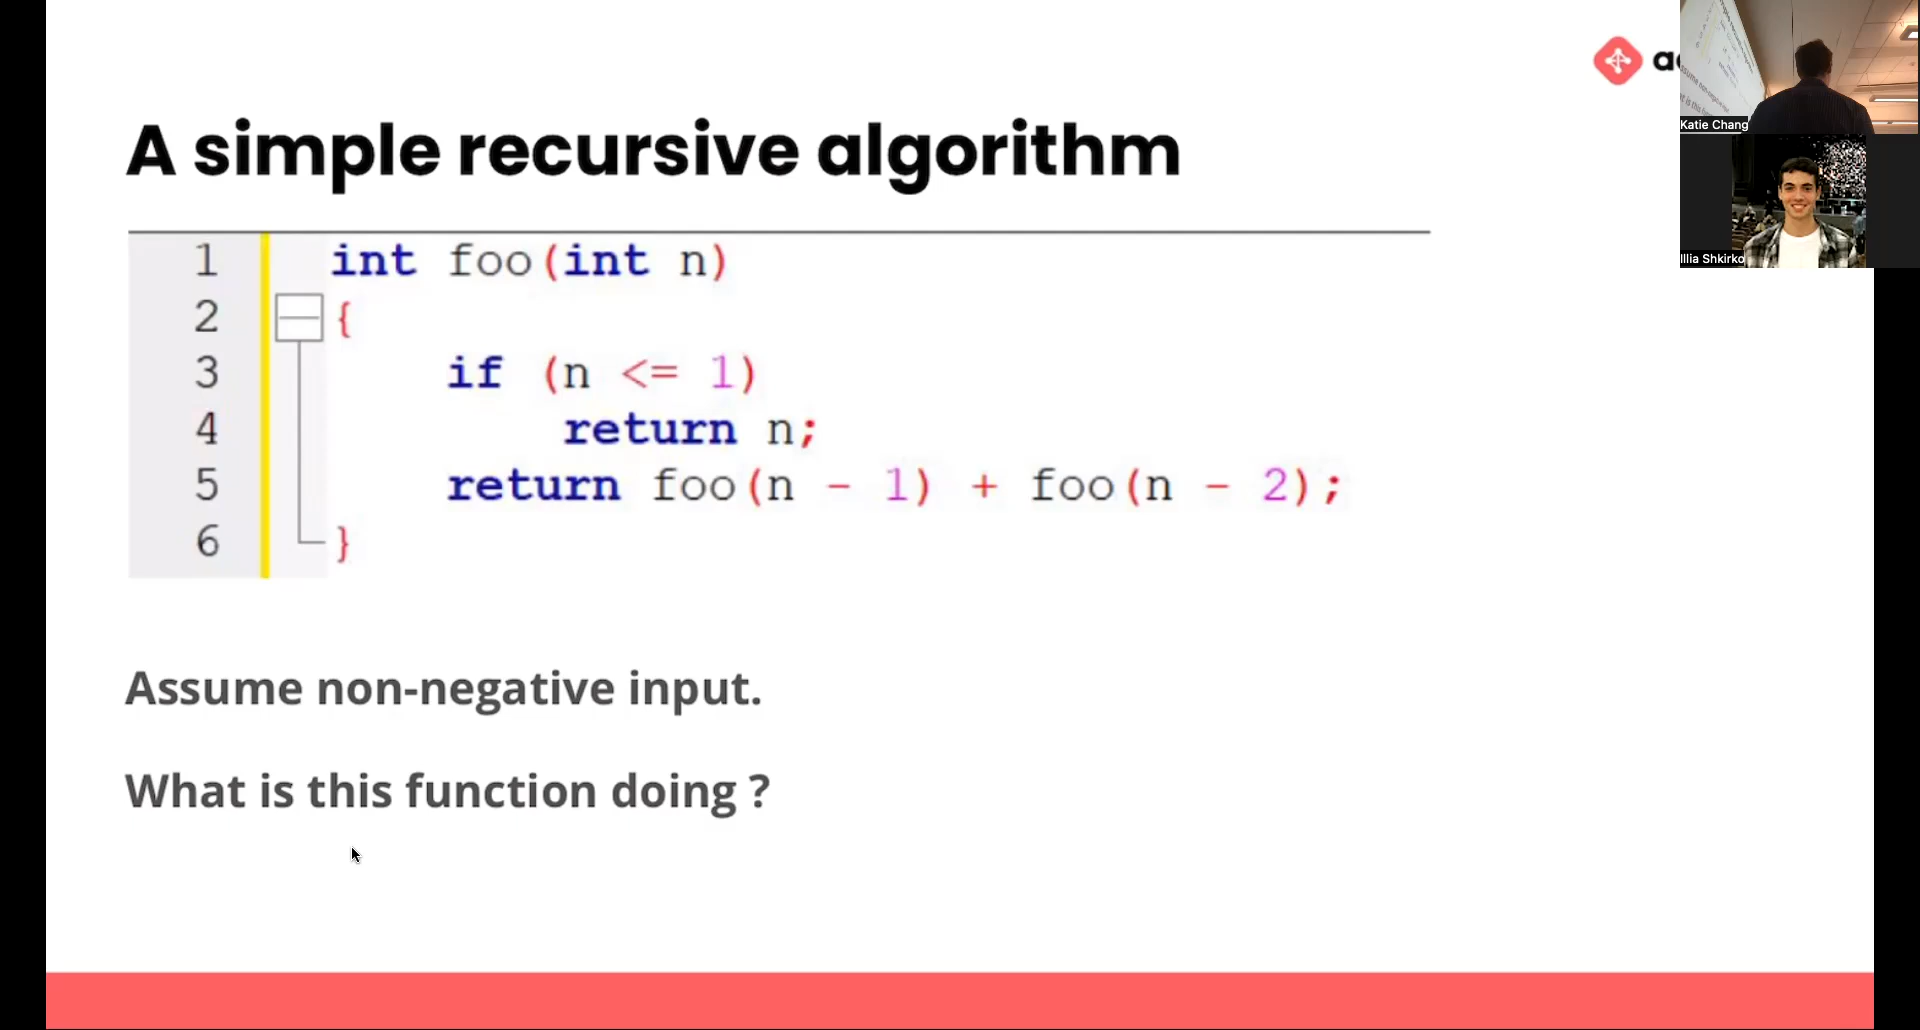 A simple recursive algorithm
1 int foo(int n)
2 {
3 if (n <= 1)
4 return n;
5 return foo(n - 1) + foo(n - 2);
6 }
Assume non-negative input.
What is this function doing ?
Katie Chang
Illia Shkirko